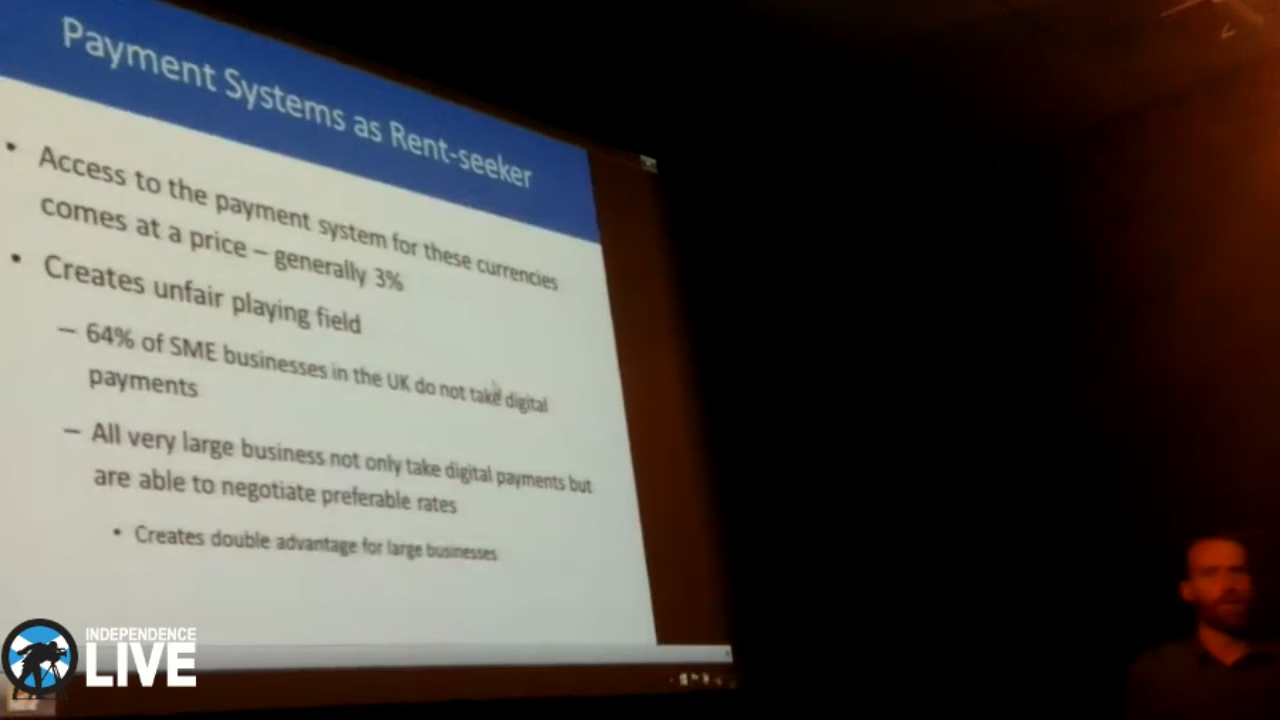 Payment Systems as Rent-seeker
• Access to the payment system for these currencies
comes at a price – generally 3%
• Creates unfair playing field
– 64% of SME businesses in the UK do not take digital
payments
– All very large business not only take digital payments but
are able to negotiate preferable rates
• Creates double advantage for large businesses
INDEPENDENCE
LIVE